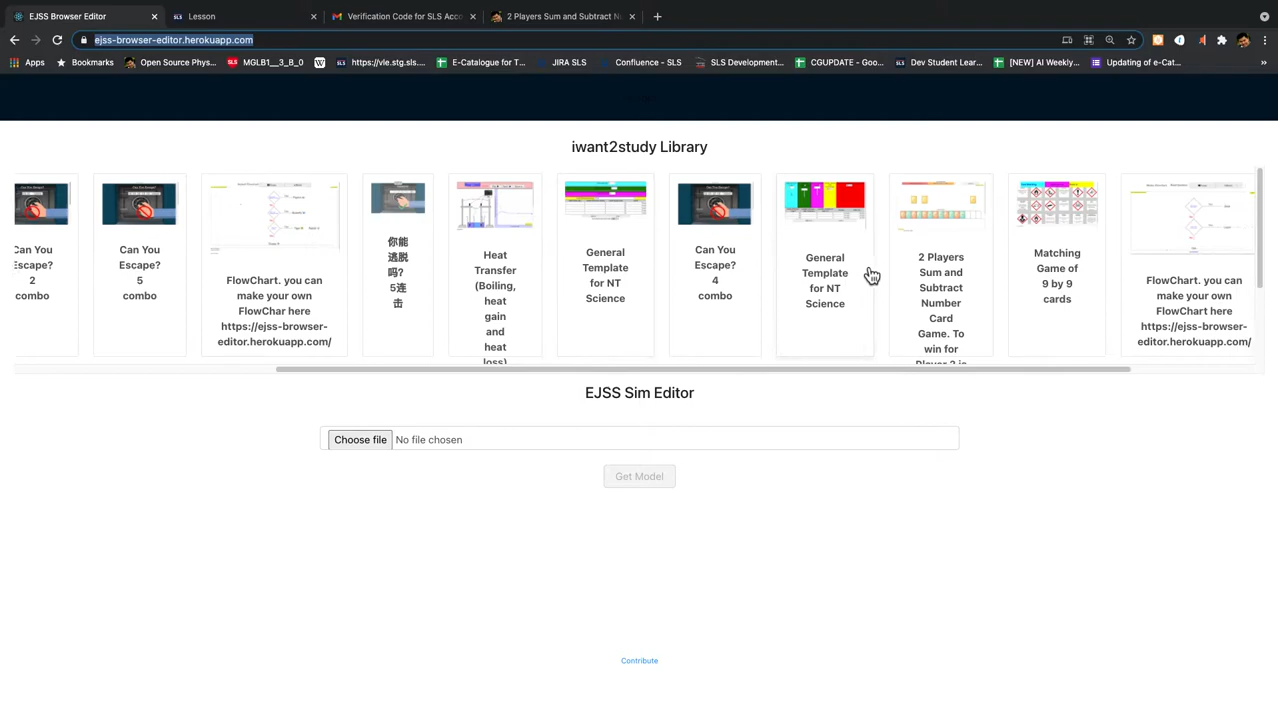 EJSS Browser Editor
Lesson
Verification Code for SLS Acco
2 Players Sum and Subtract Nu
ejss-browser-editor.herokuapp.com
Apps
Bookmarks
Open Source Phys...
MGLB1__3_B_0
https://vle.stg.sls....
E-Catalogue for T...
JIRA SLS
Confluence - SLS
SLS Development...
CGUPDATE - Goo...
Dev Student Lear...
[NEW] AI Weekly...
Updating of e-Cat...
iwant2study Library
Can You
Escape?
2
combo
Can You
Escape?
5
combo
FlowChart. you can
make your own
FlowChar here
https://ejss-browser-
editor.herokuapp.com/
你能
逃脱
吗?
5连
击
Heat
Transfer
(Boiling,
heat
gain
and
heat
loss)
General
Template
for NT
Science
Can You
Escape?
4
combo
General
Template
for NT
Science
2 Players
Sum and
Subtract
Number
Card
Game. To
win for
Player 2 is
Matching
Game of
9 by 9
cards
FlowChart. you can
make your own
FlowChart here
https://ejss-browser-
editor.herokuapp.com/
EJSS Sim Editor
Choose file No file chosen
Get Model
Contribute